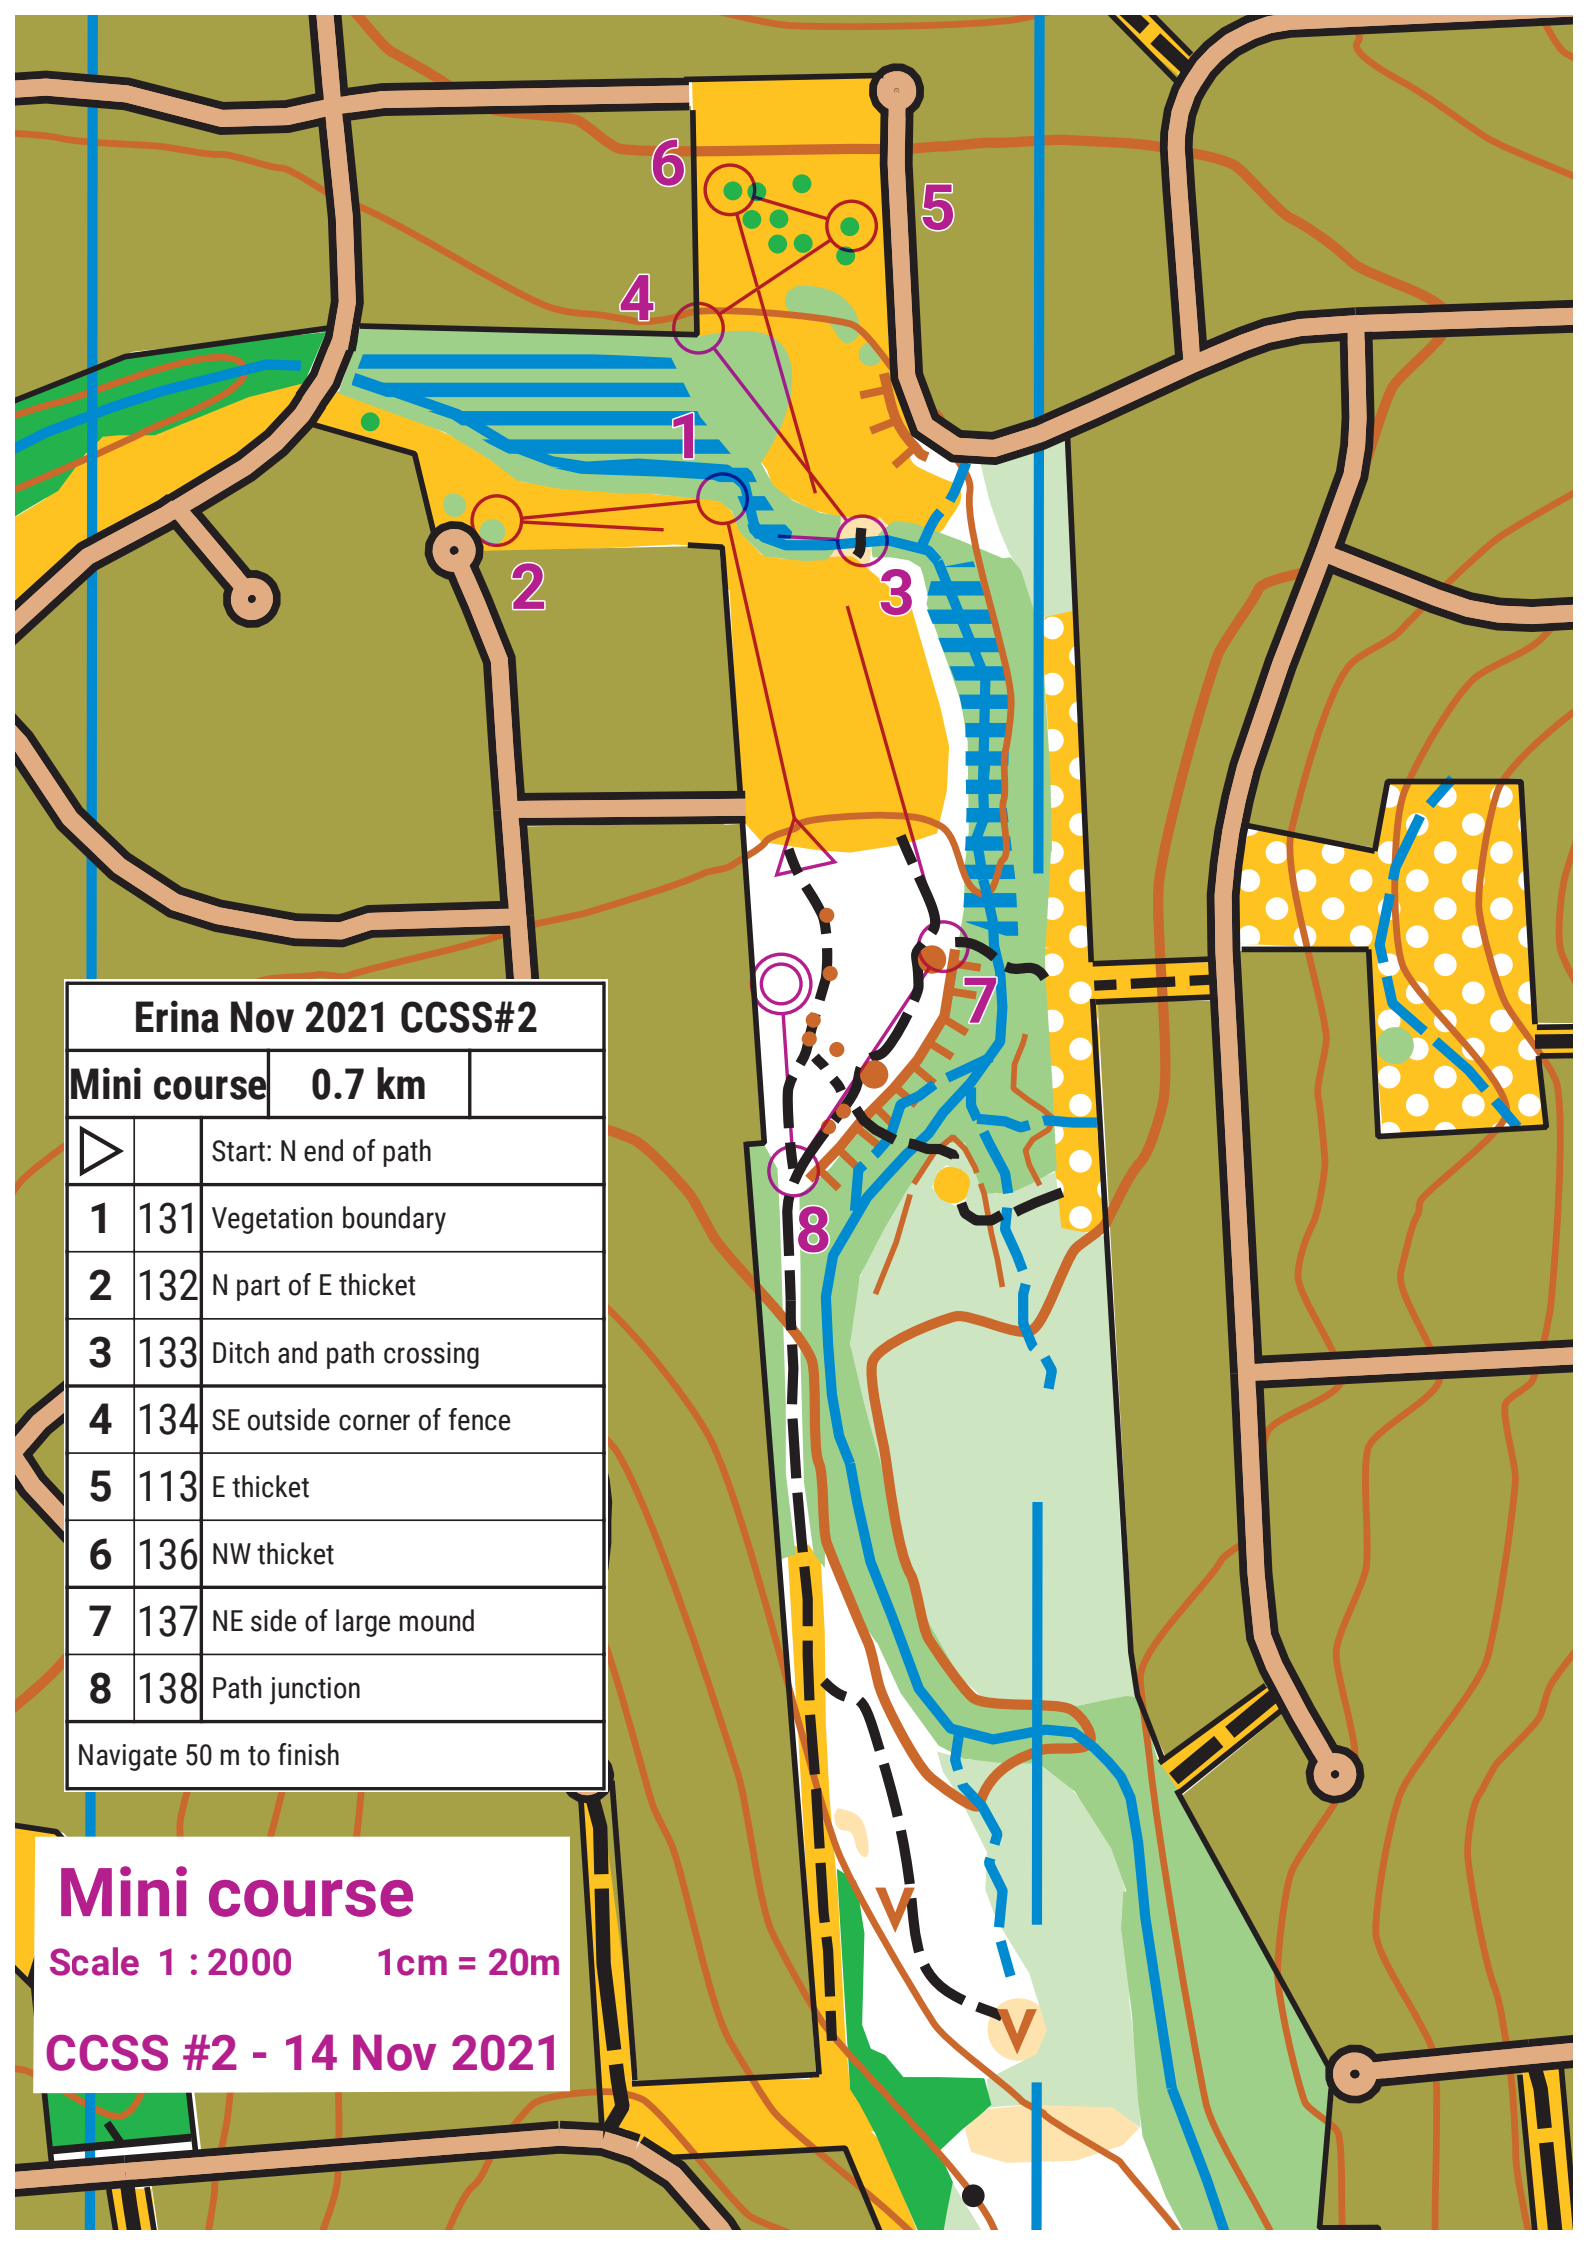 6
5
4
1
2
3
7
8
Erina Nov 2021 CCSS#2
Mini course 0.7 km
Start: N end of path
1 131 Vegetation boundary
2 132 N part of E thicket
3 133 Ditch and path crossing
4 134 SE outside corner of fence
5 113 E thicket
6 136 NW thicket
7 137 NE side of large mound
8 138 Path junction
Navigate 50 m to finish
Mini course
Scale 1 : 2000 1cm = 20m
CCSS #2 - 14 Nov 2021